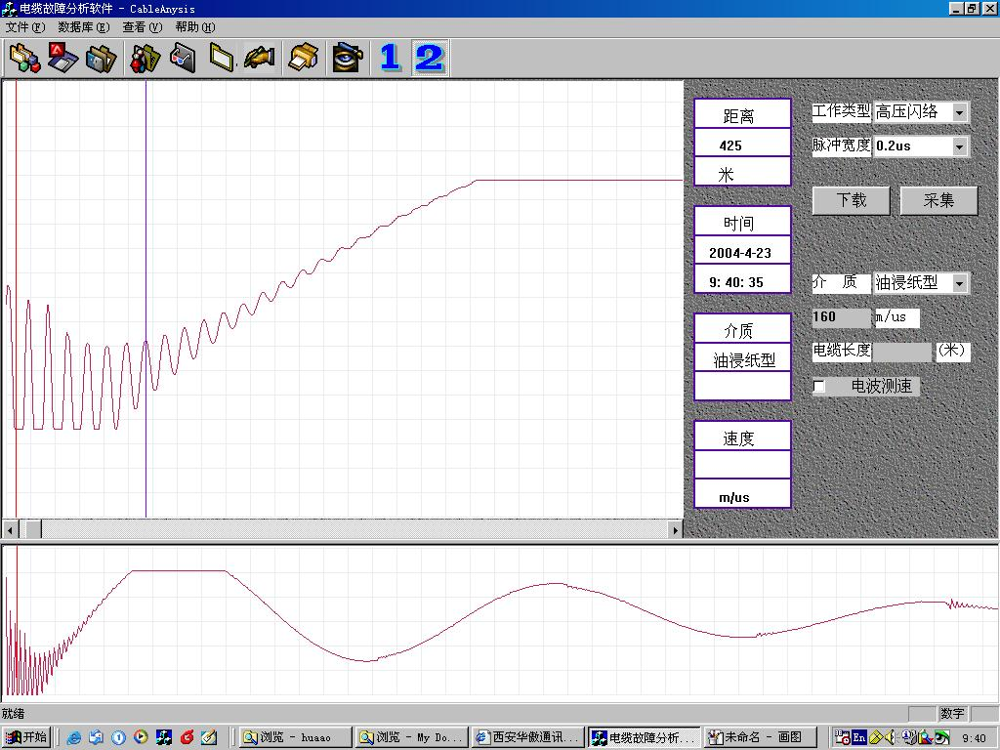 电缆故障分析软件 - CableAnysis
文件(F) 数据库(E) 查看(V) 帮助(H)
1 2
距离
425
米
时间
2004-4-23
9: 40: 35
介质
油浸纸型
速度
m/us
工作类型 高压闪络
脉冲宽度 0.2us
下载 采集
介 质 油浸纸型
160 m/us
电缆长度 (米)
电波测速
就绪 数字
开始 浏览 - huaao 浏览 - My Do... 西安华傲通讯... 电缆故障分析... 未命名 - 画图 En 9:40